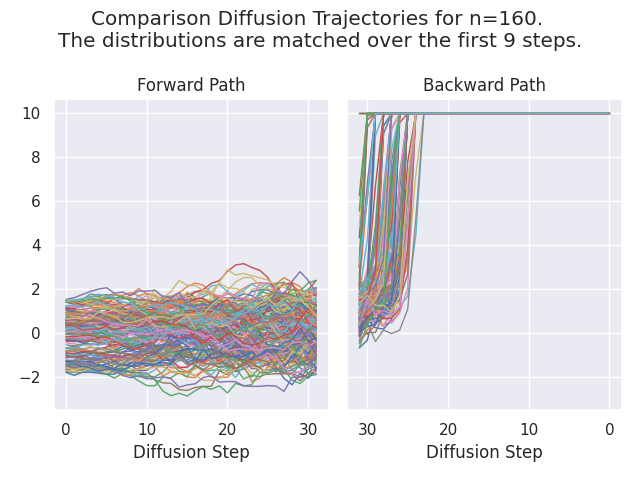 Comparison Diffusion Trajectories for n=160.
The distributions are matched over the first 9 steps.
Forward Path
Backward Path
10
8
6
4
2
0
−2
0 10 20 30
30 20 10 0
Diffusion Step
Diffusion Step